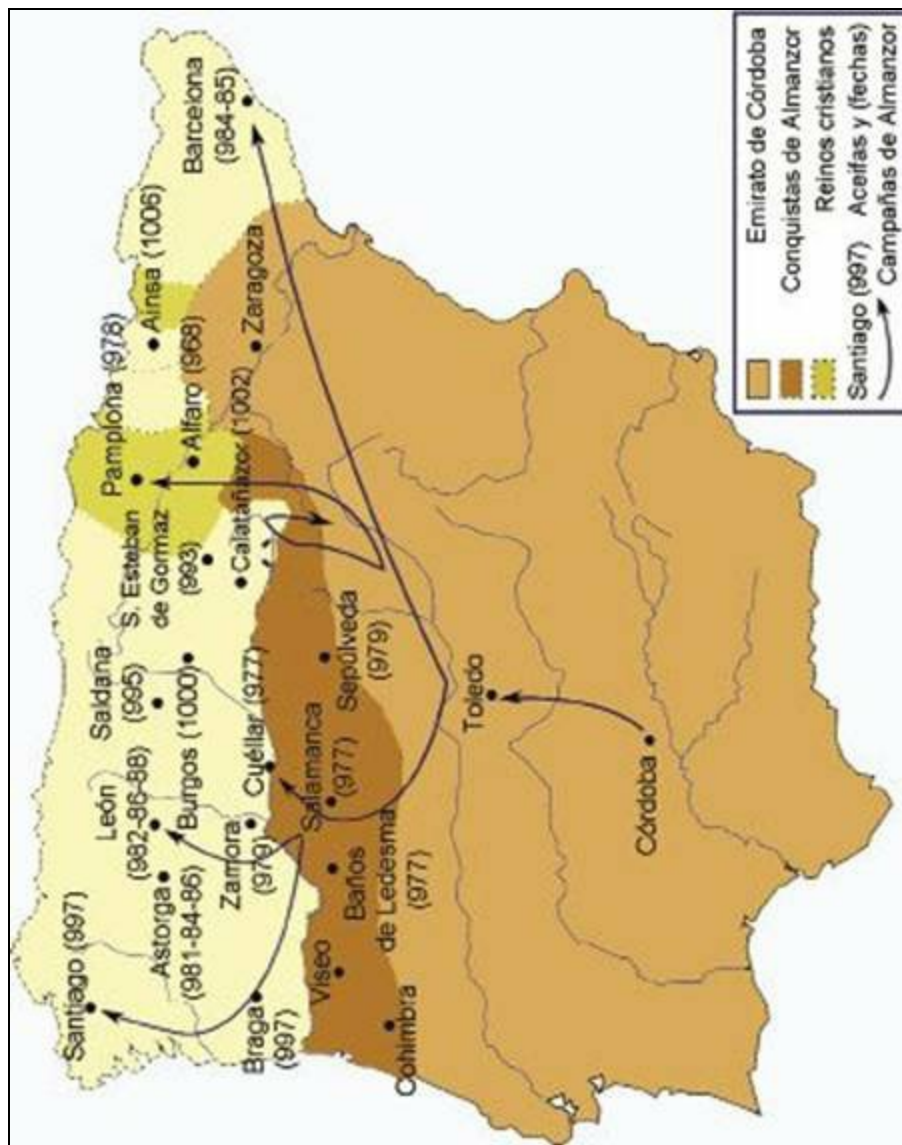 Santiago (997)
León
(982-86-88)
Saldaña
(995)
S. Esteban
de Gormaz
(993)
Pamplona (978)
Ainsa (1006)
Barcelona
(984-85)
Astorga
(981-84-86)
Burgos (1000)
Alfaro (968)
Calatañazor (1002)
Zaragoza
Braga
(997)
Zamora
(979)
Cuéllar (977)
Viseo
Baños
de Ledesma
(977)
Salamanca
(977)
Sepúlveda
(979)
Cohimbra
Toledo
Córdoba
Emirato de Córdoba
Conquistas de Almanzor
Reinos cristianos
Santiago (997) Aceifas y (fechas)
Campañas de Almanzor